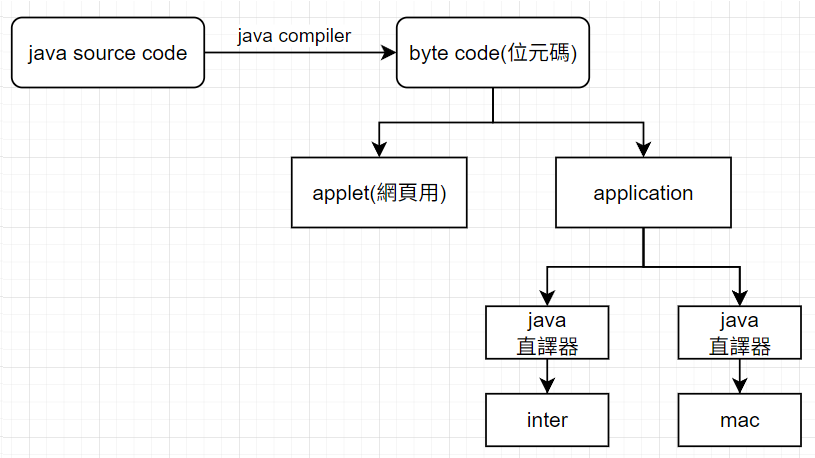 java source code
java compiler
byte code(位元碼)
applet(網頁用)
application
java
直譯器
java
直譯器
inter
mac